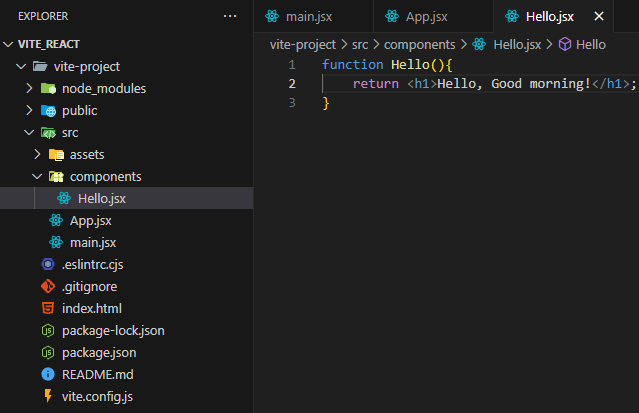 EXPLORER ...
VITE_REACT
vite-project
node_modules
public
src
assets
components
Hello.jsx
App.jsx
main.jsx
.eslintrc.cjs
.gitignore
index.html
package-lock.json
package.json
README.md
vite.config.js
main.jsx App.jsx Hello.jsx
vite-project > src > components > Hello.jsx > Hello
1 function Hello(){
2 return <h1>Hello, Good morning!</h1>;
3 }